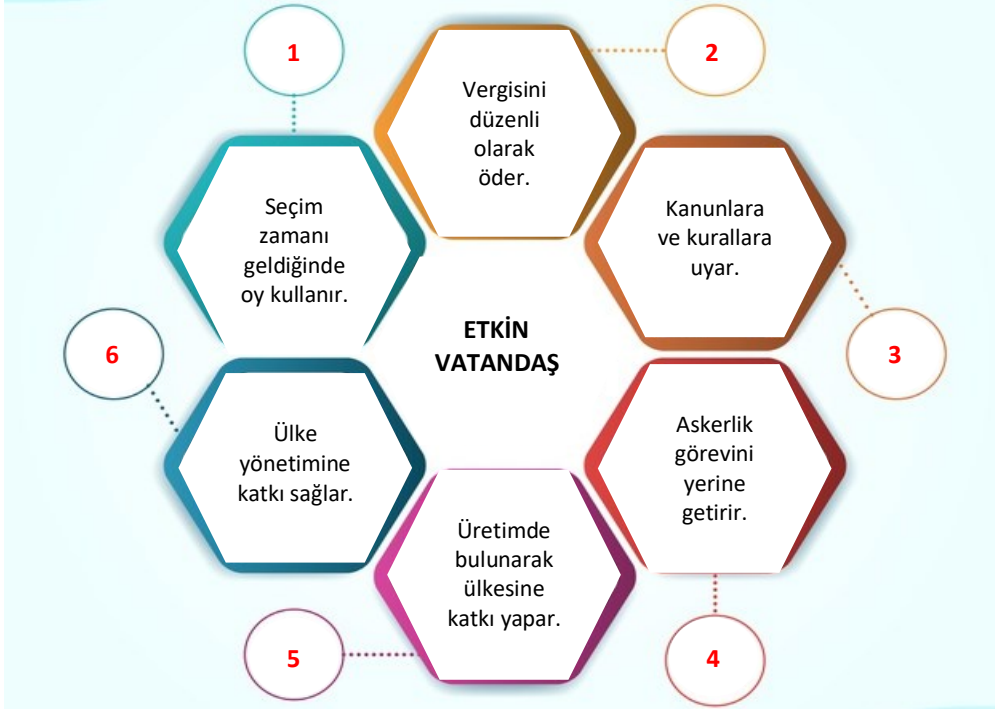 1
Seçim
zamanı
geldiğinde
oy kullanır.
2
Vergisini
düzenli
olarak
öder.
3
Kanunlara
ve kurallara
uyar.
ETKİN
VATANDAŞ
4
Askerlik
görevini
yerine
getirir.
5
Üretimde
bulunarak
ülkesine
katkı yapar.
6
Ülke
yönetimine
katkı sağlar.